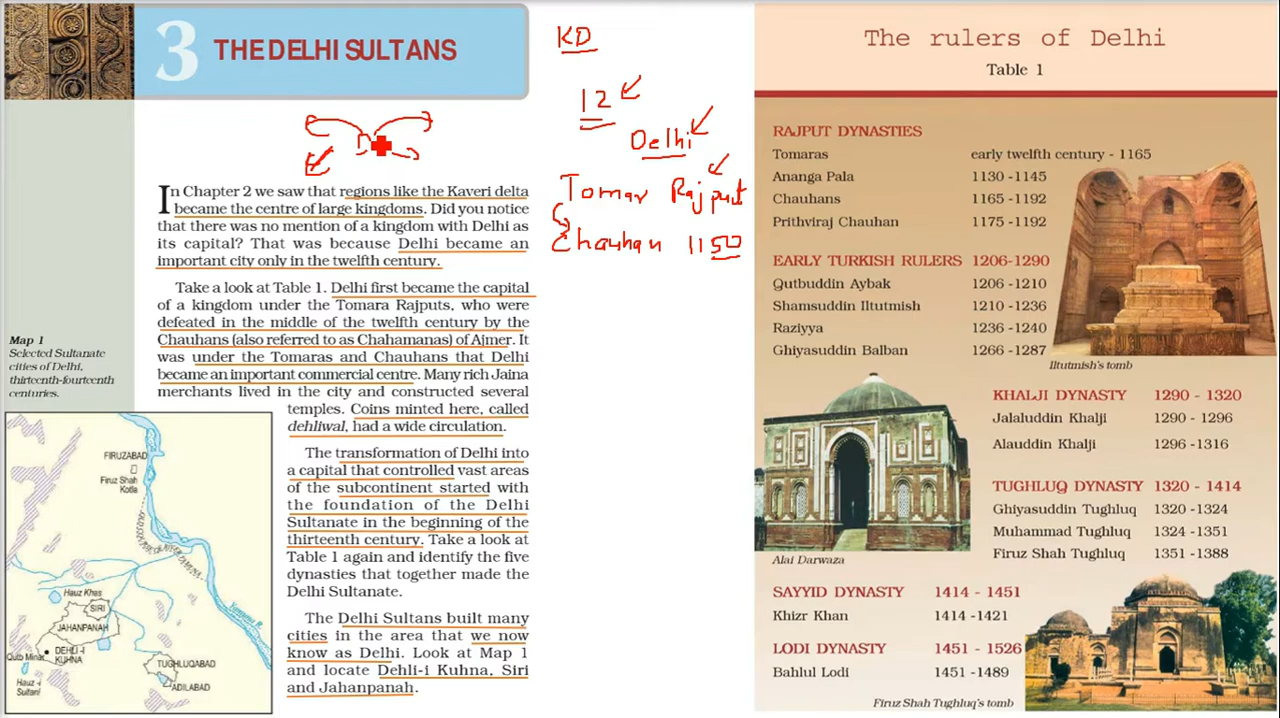 3
THE DELHI SULTANS
KD
12
Delhi
Tomar Rajput
Chauhan 1150
D
In Chapter 2 we saw that regions like the Kaveri delta
became the centre of large kingdoms. Did you notice
that there was no mention of a kingdom with Delhi as
its capital? That was because Delhi became an
important city only in the twelfth century.
Take a look at Table 1. Delhi first became the capital
of a kingdom under the Tomara Rajputs, who were
defeated in the middle of the twelfth century by the
Chauhans (also referred to as Chahamanas) of Ajmer. It
was under the Tomaras and Chauhans that Delhi
became an important commercial centre. Many rich Jaina
merchants lived in the city and constructed several
temples. Coins minted here, called
dehliwal, had a wide circulation.
The transformation of Delhi into
a capital that controlled vast areas
of the subcontinent started with
the foundation of the Delhi
Sultanate in the beginning of the
thirteenth century. Take a look at
Table 1 again and identify the five
dynasties that together made the
Delhi Sultanate.
The Delhi Sultans built many
cities in the area that we now
know as Delhi. Look at Map 1
and locate Dehli-i Kuhna, Siri
and Jahanpanah.
Map 1
Selected Sultanate
cities of Delhi,
thirteenth-fourteenth
centuries.
FIRUZABAD
Firuz Shah
Kotla
Hauz Khas
SIRI
JAHANPANAH
DEHLI-I
KUHNA
Qutb Minar
Hauz -i
Sultani
TUGHLUQABAD
ADILABAD
Yamuna R.
The rulers of Delhi
Table 1
RAJPUT DYNASTIES
Tomaras early twelfth century - 1165
Ananga Pala 1130 -1145
Chauhans 1165 -1192
Prithviraj Chauhan 1175 -1192
EARLY TURKISH RULERS 1206-1290
Qutbuddin Aybak 1206 -1210
Shamsuddin Iltutmish 1210 -1236
Raziyya 1236 -1240
Ghiyasuddin Balban 1266 -1287
Iltutmish's tomb
KHALJI DYNASTY 1290 - 1320
Jalaluddin Khalji 1290 - 1296
Alauddin Khalji 1296 -1316
TUGHLUQ DYNASTY 1320 - 1414
Ghiyasuddin Tughluq 1320 -1324
Muhammad Tughluq 1324 -1351
Firuz Shah Tughluq 1351 -1388
Alai Darwaza
SAYYID DYNASTY 1414 - 1451
Khizr Khan 1414 -1421
LODI DYNASTY 1451 - 1526
Bahlul Lodi 1451 -1489
Firuz Shah Tughluq's tomb